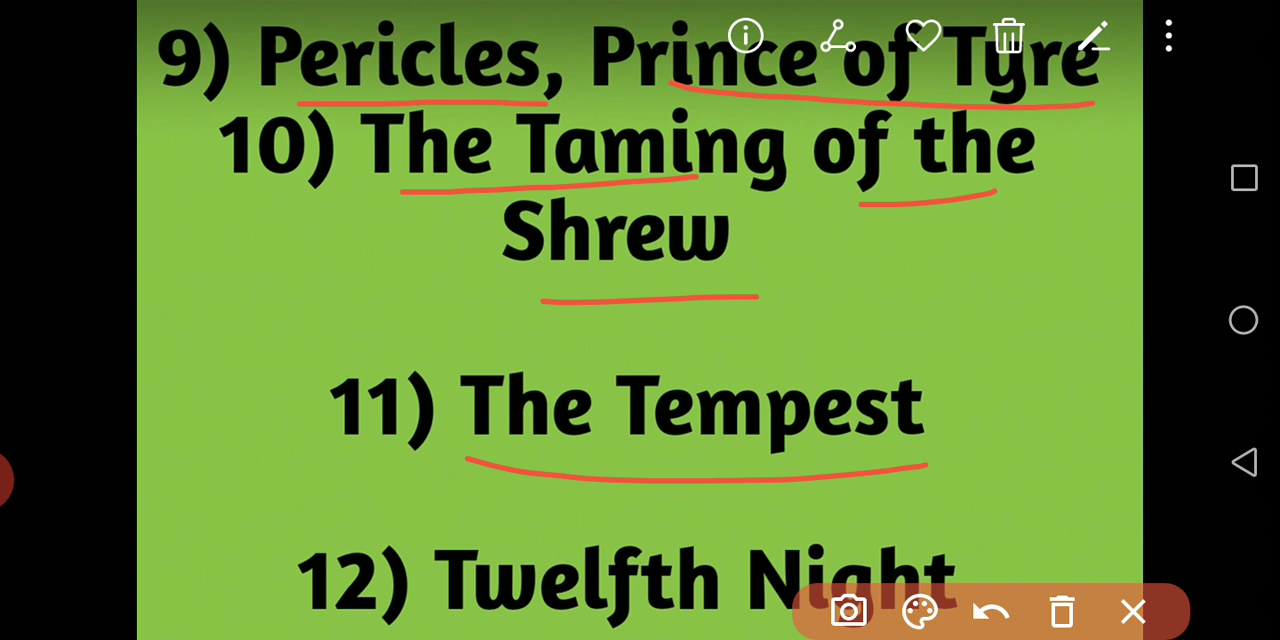 9) Pericles, Prince of Tyre
10) The Taming of the
Shrew
11) The Tempest
12) Twelfth Night